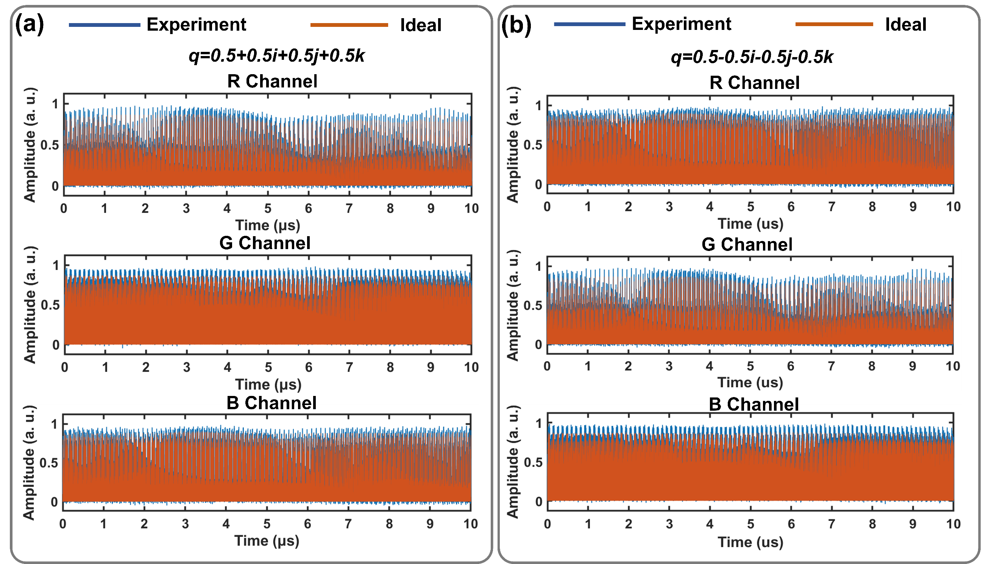 (a) Experiment Ideal
q=0.5+0.5i+0.5j+0.5k
R Channel
Amplitude (a. u.)
1
0.5
0
0 1 2 3 4 5 6 7 8 9 10
Time (µs)
G Channel
Amplitude (a. u.)
1
0.5
0
0 1 2 3 4 5 6 7 8 9 10
Time (µs)
B Channel
Amplitude (a. u.)
1
0.5
0
0 1 2 3 4 5 6 7 8 9 10
Time (µs)
(b) Experiment Ideal
q=0.5-0.5i-0.5j-0.5k
R Channel
Amplitude (a. u.)
1
0.5
0
0 1 2 3 4 5 6 7 8 9 10
Time (us)
G Channel
Amplitude (a. u.)
1
0.5
0
0 1 2 3 4 5 6 7 8 9 10
Time (us)
B Channel
Amplitude (a. u.)
1
0.5
0
0 1 2 3 4 5 6 7 8 9 10
Time (us)